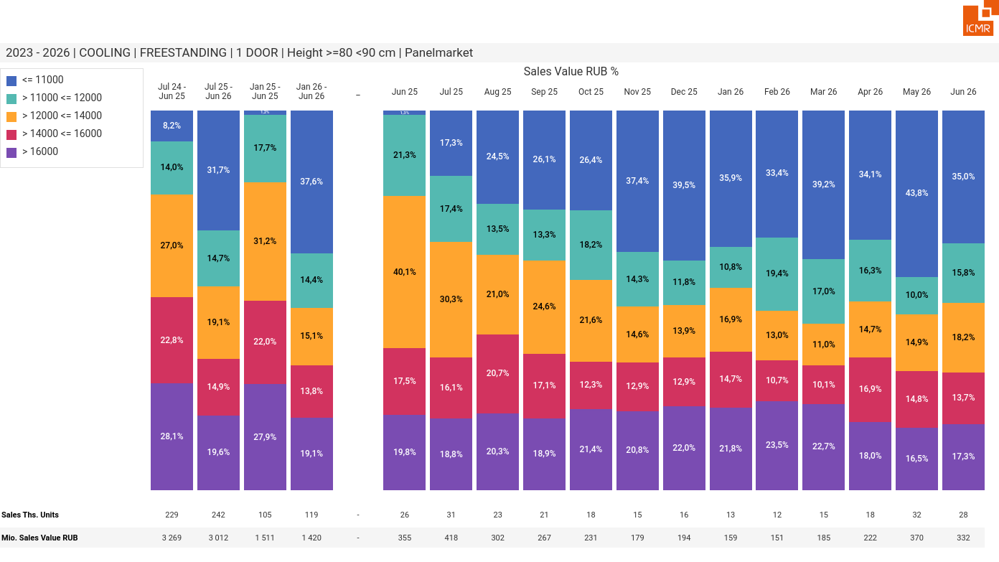 ICMR
2023 - 2026 | COOLING | FREESTANDING | 1 DOOR | Height >=80 <90 cm | Panelmarket
<= 11000
> 11000 <= 12000
> 12000 <= 14000
> 14000 <= 16000
> 16000
Sales Value RUB %
Jul 24 - Jun 25 Jul 25 - Jun 26 Jan 25 - Jun 25 Jan 26 - Jun 26 – Jun 25 Jul 25 Aug 25 Sep 25 Oct 25 Nov 25 Dec 25 Jan 26 Feb 26 Mar 26 Apr 26 May 26 Jun 26
8,2% 31,7% 1,2% 37,6% 1,3% 17,3% 24,5% 26,1% 26,4% 37,4% 39,5% 35,9% 33,4% 39,2% 34,1% 43,8% 35,0%
14,0% 14,7% 17,7% 14,4% 21,3% 17,4% 13,5% 13,3% 18,2% 14,3% 11,8% 10,8% 19,4% 17,0% 16,3% 10,0% 15,8%
27,0% 19,1% 31,2% 15,1% 40,1% 30,3% 21,0% 24,6% 21,6% 14,6% 13,9% 16,9% 13,0% 11,0% 14,7% 14,9% 18,2%
22,8% 14,9% 22,0% 13,8% 17,5% 16,1% 20,7% 17,1% 12,3% 12,9% 12,9% 14,7% 10,7% 10,1% 16,9% 14,8% 13,7%
28,1% 19,6% 27,9% 19,1% 19,8% 18,8% 20,3% 18,9% 21,4% 20,8% 22,0% 21,8% 23,5% 22,7% 18,0% 16,5% 17,3%
Sales Ths. Units 229 242 105 119 - 26 31 23 21 18 15 16 13 12 15 18 32 28
Mio. Sales Value RUB 3 269 3 012 1 511 1 420 - 355 418 302 267 231 179 194 159 151 185 222 370 332